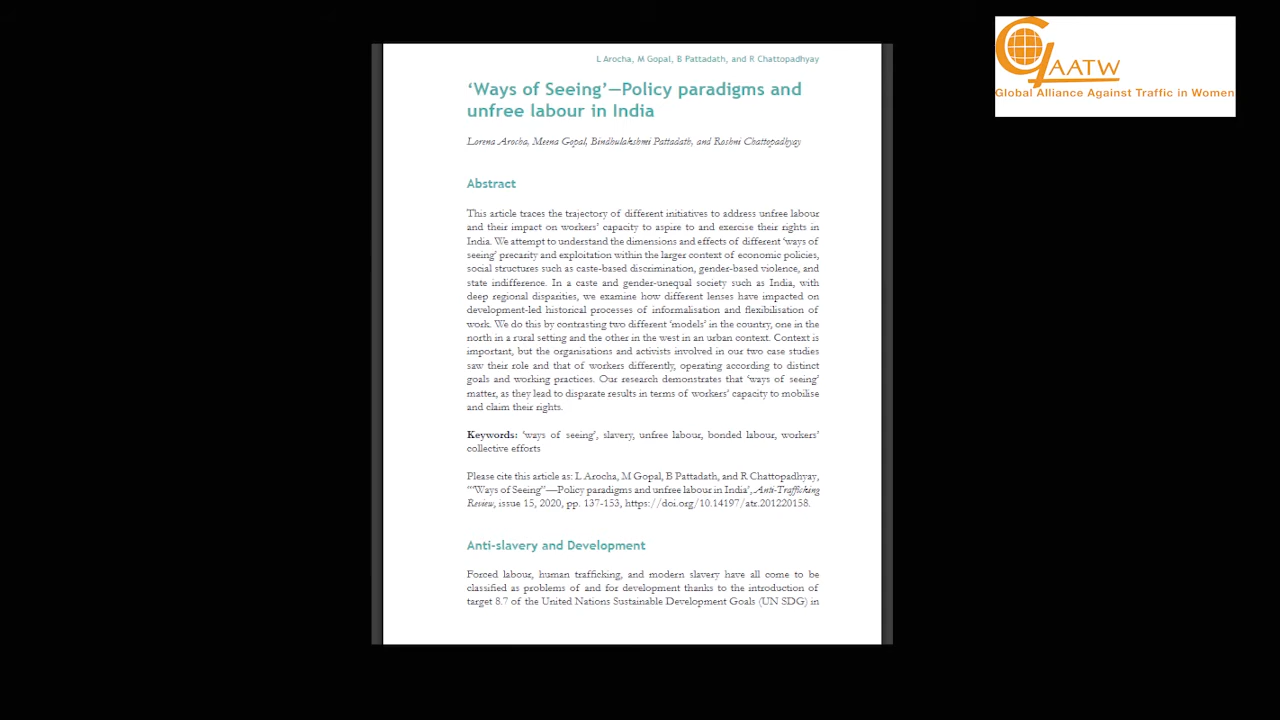 L Arocha, M Gopal, B Pattadath, and R Chattopadhyay
‘Ways of Seeing’—Policy paradigms and
unfree labour in India
Lorena Arocha, Meena Gopal, Bindhulakshmi Pattadath, and Roshni Chattopadhyay
Abstract
This article traces the trajectory of different initiatives to address unfree labour
and their impact on workers’ capacity to aspire to and exercise their rights in
India. We attempt to understand the dimensions and effects of different ‘ways of
seeing’ precarity and exploitation within the larger context of economic policies,
social structures such as caste-based discrimination, gender-based violence, and
state indifference. In a caste and gender-unequal society such as India, with
deep regional disparities, we examine how different lenses have impacted on
development-led historical processes of informalisation and flexibilisation of
work. We do this by contrasting two different ‘models’ in the country, one in the
north in a rural setting and the other in the west in an urban context. Context is
important, but the organisations and activists involved in our two case studies
saw their role and that of workers differently, operating according to distinct
goals and working practices. Our research demonstrates that ‘ways of seeing’
matter, as they lead to disparate results in terms of workers’ capacity to mobilise
and claim their rights.
Keywords: ‘ways of seeing’, slavery, unfree labour, bonded labour, workers’
collective efforts
Please cite this article as: L Arocha, M Gopal, B Pattadath, and R Chattopadhyay,
‘“Ways of Seeing”—Policy paradigms and unfree labour in India’, Anti-Trafficking
Review, issue 15, 2020, pp. 137-153, https://doi.org/10.14197/atr.201220158.
Anti-slavery and Development
Forced labour, human trafficking, and modern slavery have all come to be
classified as problems of and for development thanks to the introduction of
target 8.7 of the United Nations Sustainable Development Goals (UN SDG) in
GAATW
Global Alliance Against Traffic in Women